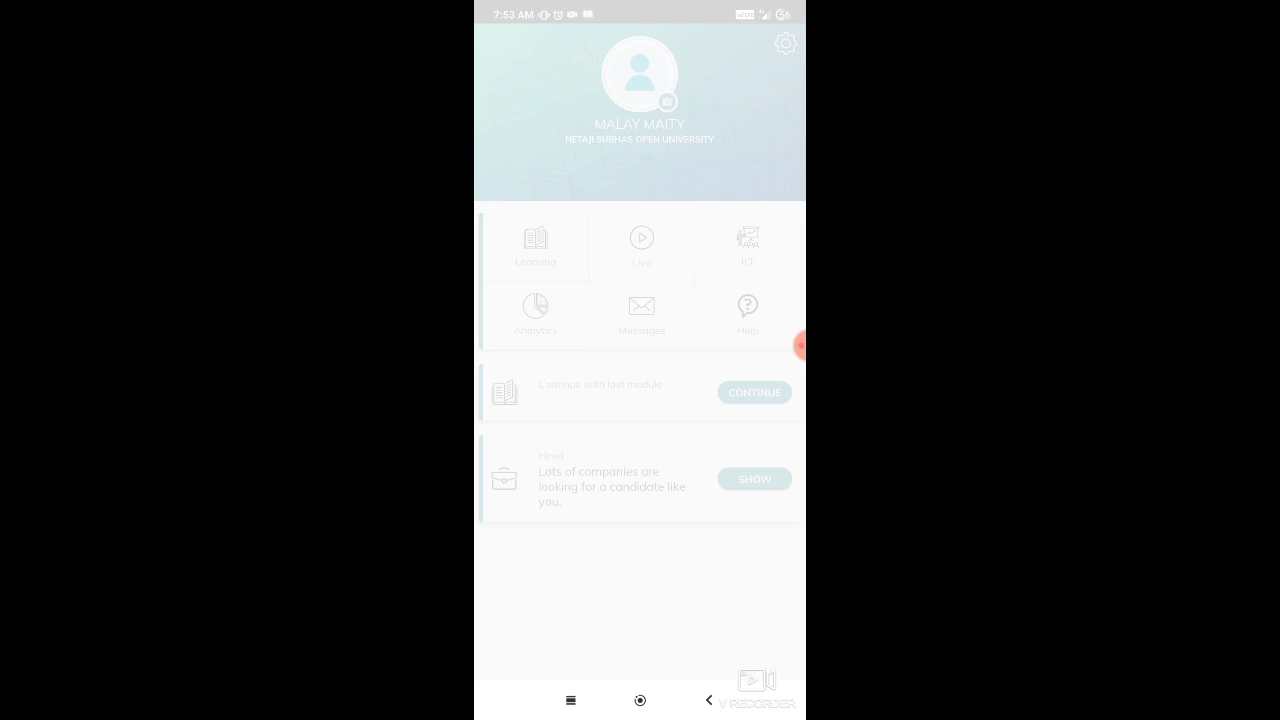 7:53 AM
56
MALAY MAITY
NETAJI SUBHAS OPEN UNIVERSITY
Learning
Live
ILT
Analytics
Messages
Help
Continue with last module
CONTINUE
Hired
Lots of companies are
looking for a candidate like
you.
SHOW
V RECORDER